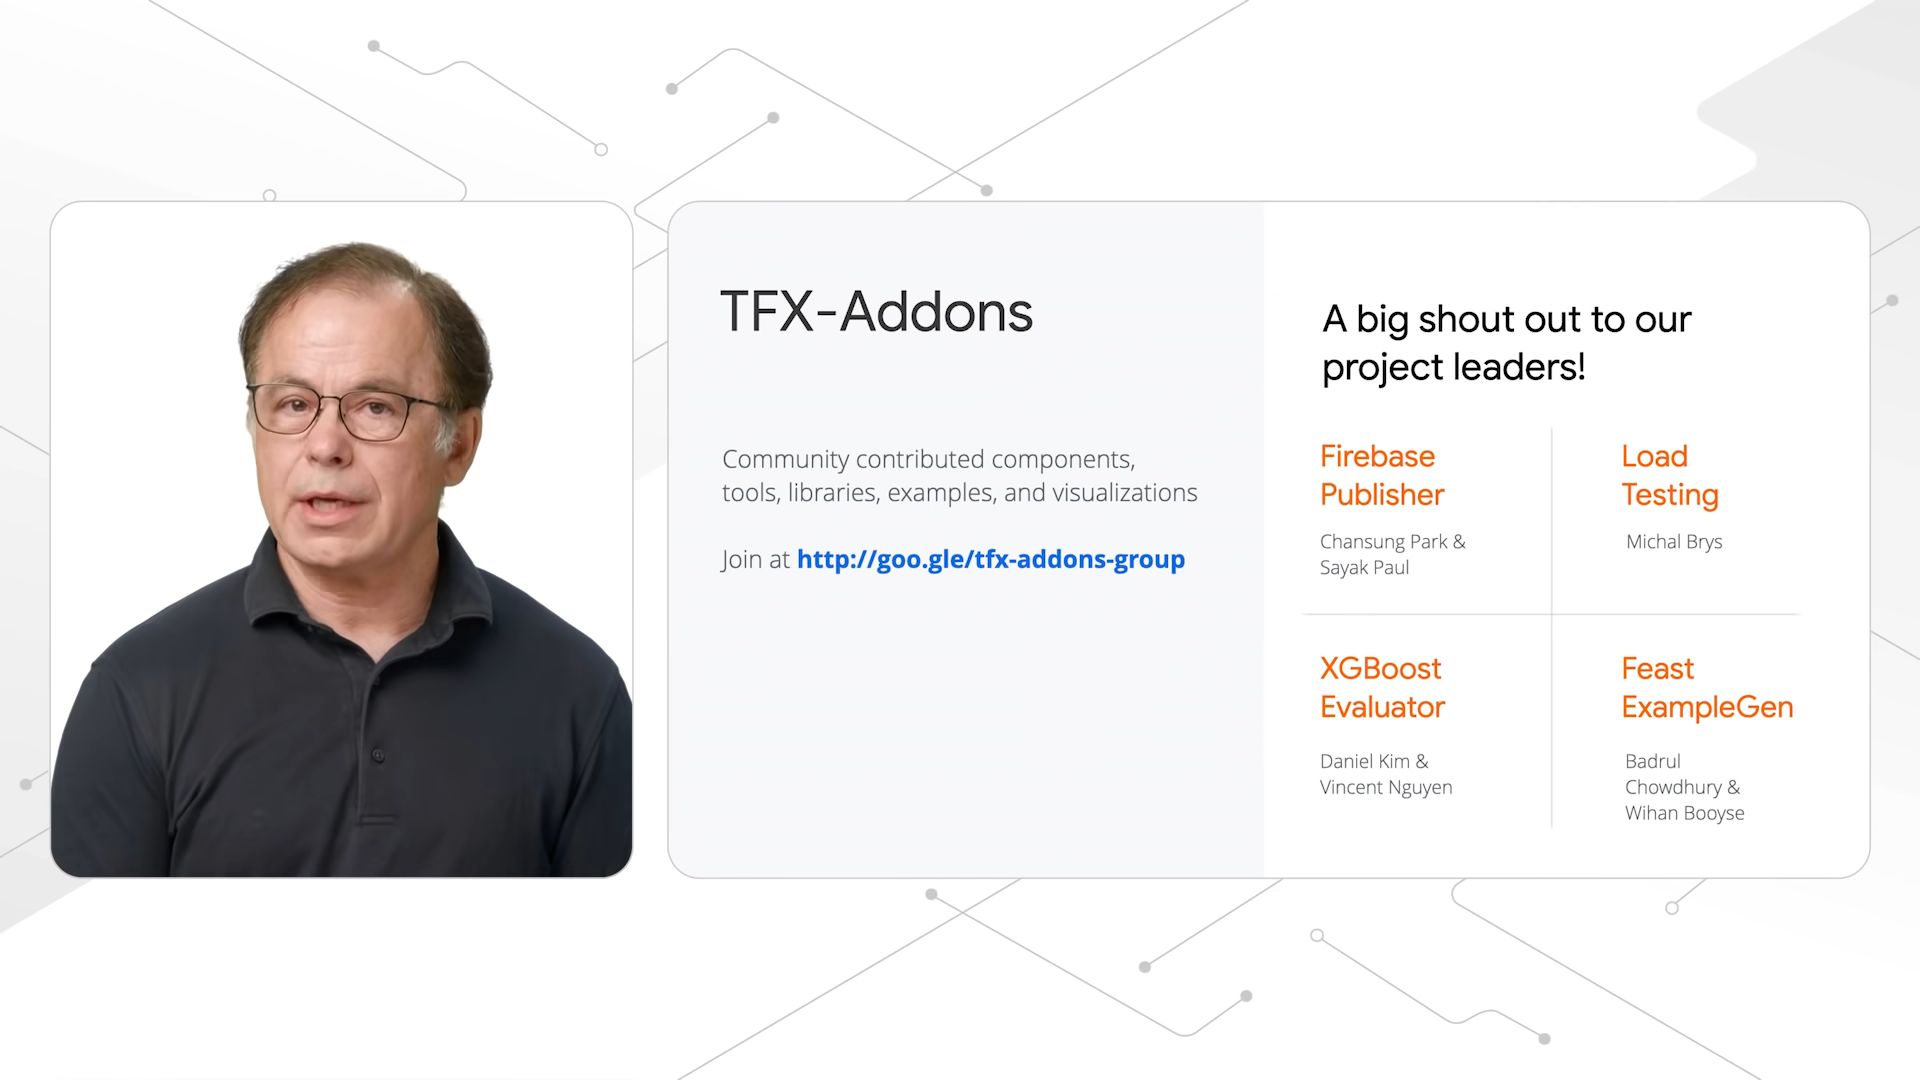 TFX-Addons
Community contributed components,
tools, libraries, examples, and visualizations
Join at http://goo.gle/tfx-addons-group
A big shout out to our
project leaders!
Firebase
Publisher
Chansung Park &
Sayak Paul
Load
Testing
Michal Brys
XGBoost
Evaluator
Daniel Kim &
Vincent Nguyen
Feast
ExampleGen
Badrul
Chowdhury &
Wihan Booyse